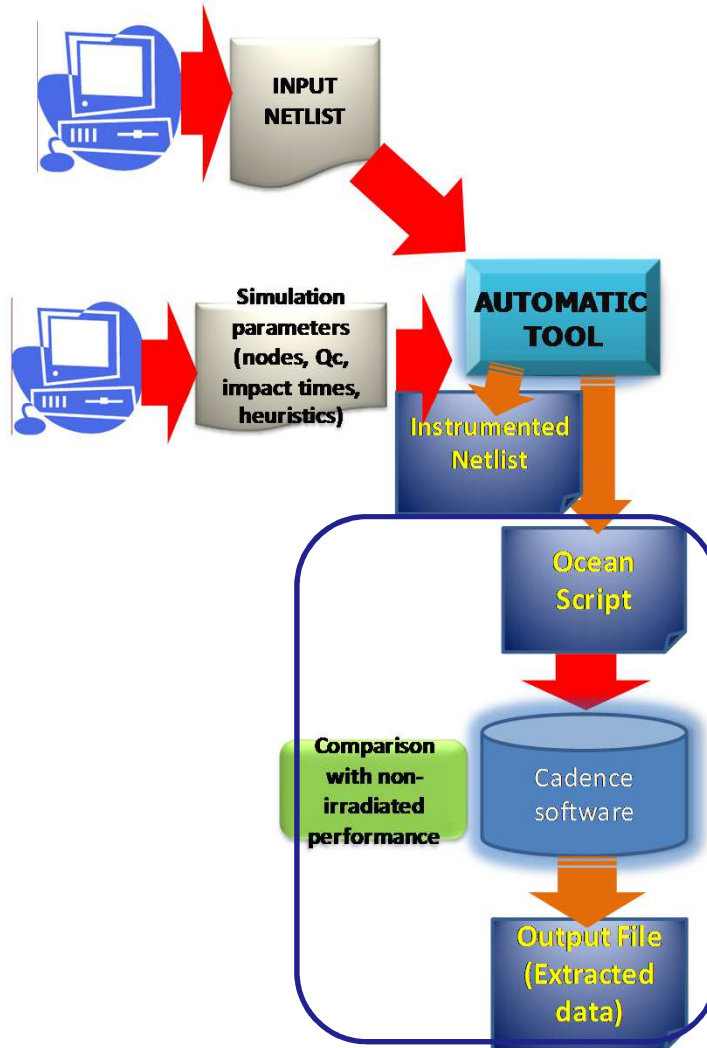 INPUT
NETLIST
Simulation
parameters
(nodes, Qc,
impact times,
heuristics)
AUTOMATIC
TOOL
Instrumented
Netlist
Ocean
Script
Comparison
with non-
irradiated
performance
Cadence
software
Output File
(Extracted
data)